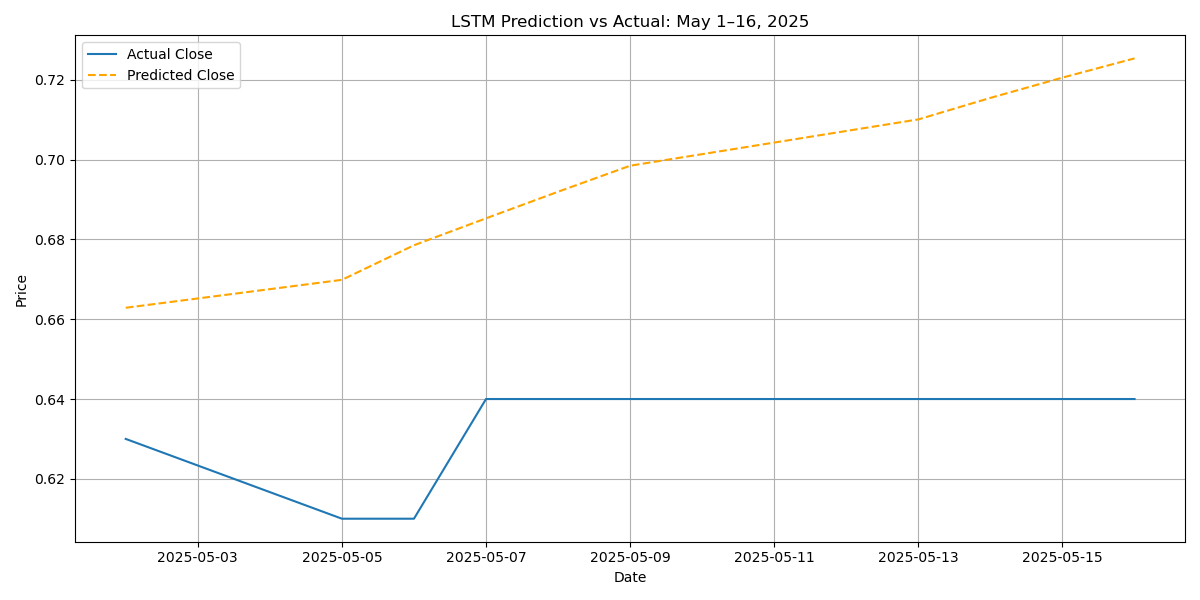 LSTM Prediction vs Actual: May 1–16, 2025
Actual Close
Predicted Close
0.72
0.70
0.68
0.66
0.64
0.62
Price
2025-05-03 2025-05-05 2025-05-07 2025-05-09 2025-05-11 2025-05-13 2025-05-15
Date